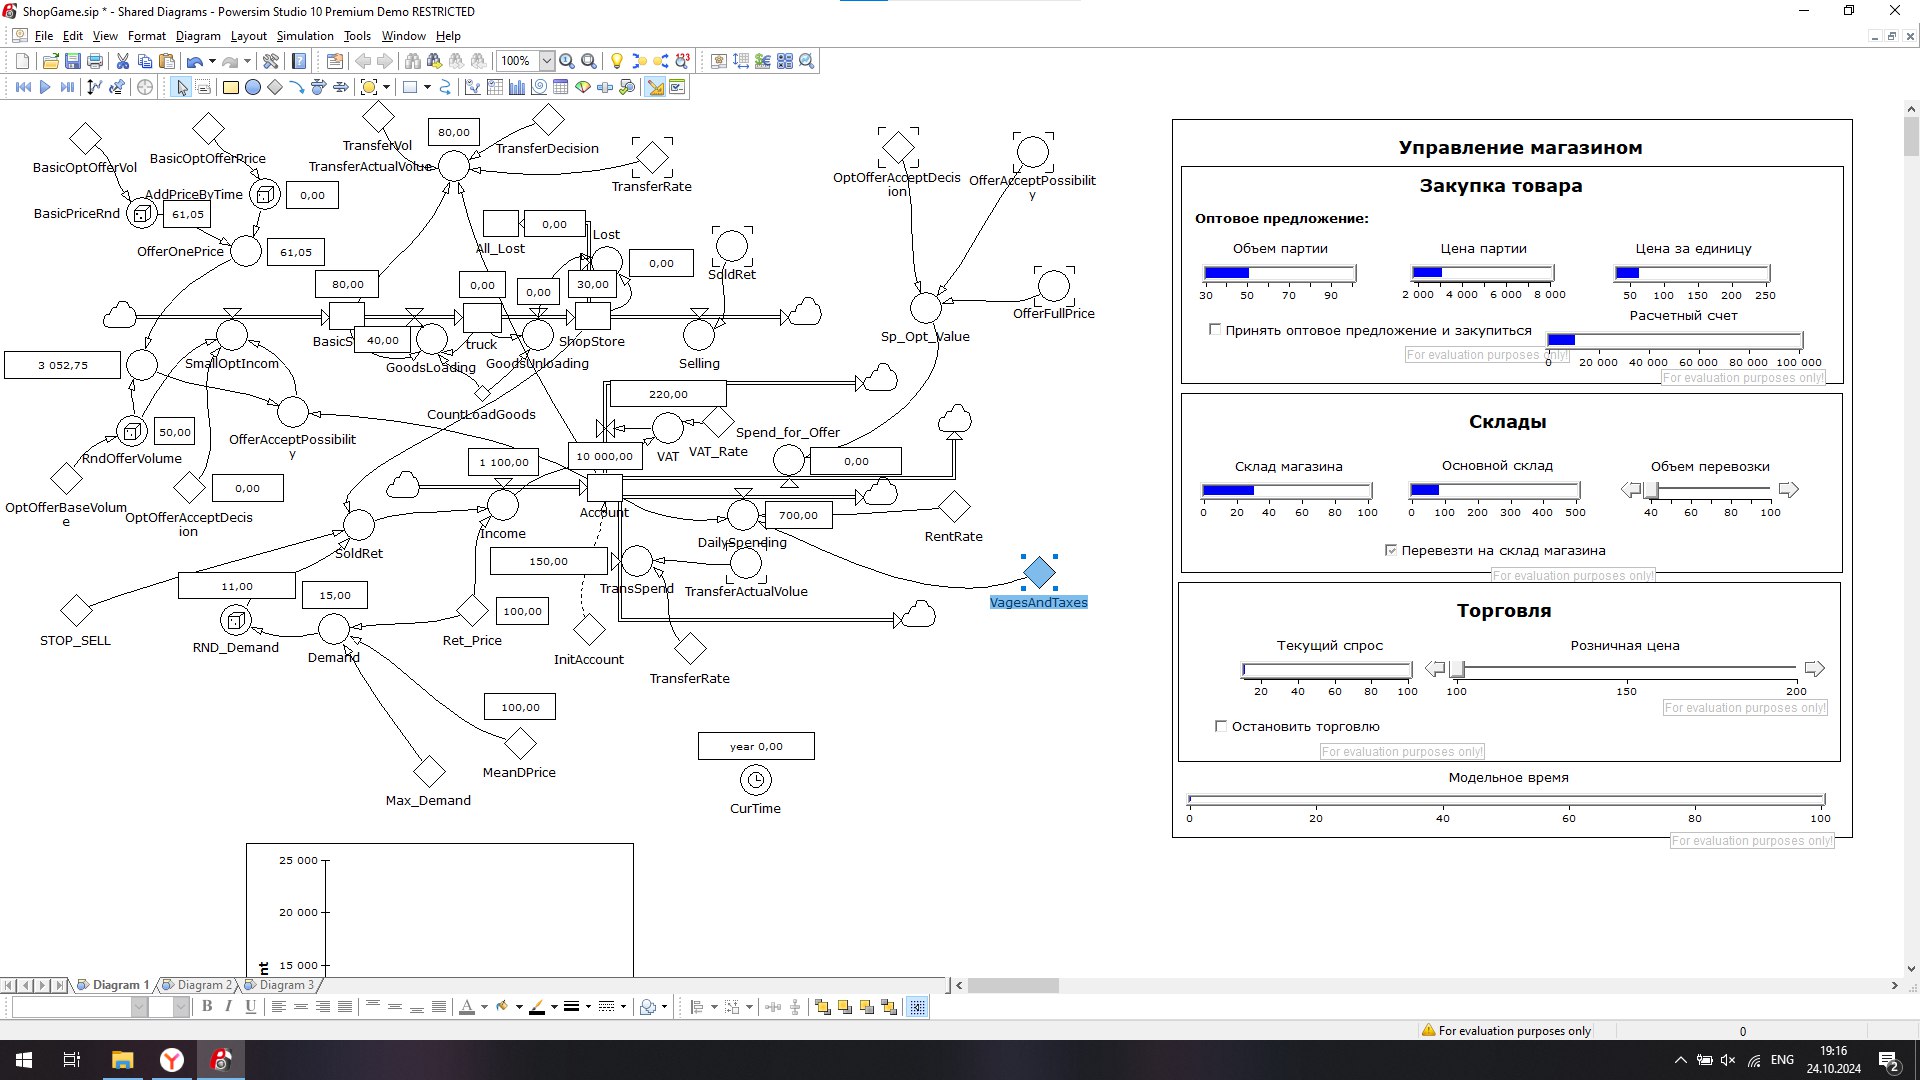 ShopGame.sip * - Shared Diagrams - Powersim Studio 10 Premium Demo RESTRICTED
File Edit View Format Diagram Layout Simulation Tools Window Help
100%
BasicOptOfferVol
BasicOptOfferPrice
AddPriceByTime
0,00
BasicPriceRnd
61,05
OfferOnePrice
61,05
TransferVol
80,00
TransferDecision
TransferActualVolue
TransferRate
All_Lost
0,00
Lost
0,00
SoldRet
OptOfferAcceptDecis
ion
OfferAcceptPossibilit
y
OfferFullPrice
Sp_Opt_Value
80,00
0,00
0,00
30,00
BasicS
40,00
truck
ShopStore
GoodsLoading
GoodsUnloading
Selling
SmallOptIncom
3 052,75
CountLoadGoods
220,00
VAT
VAT_Rate
Spend_for_Offer
0,00
50,00
RndOfferVolume
OfferAcceptPossibilit
y
OptOfferBaseVolum
e
0,00
OptOfferAcceptDecis
ion
1 100,00
10 000,00
Income
Account
700,00
DailySpending
RentRate
SoldRet
150,00
TransSpend
TransferActualVolue
VagesAndTaxes
STOP_SELL
11,00
15,00
RND_Demand
Demand
Ret_Price
100,00
InitAccount
TransferRate
100,00
MeanDPrice
Max_Demand
year 0,00
CurTime
25 000
20 000
15 000
nt
Управление магазином
Закупка товара
Оптовое предложение:
Объем партии
Цена партии
Цена за единицу
30 50 70 90
2 000 4 000 6 000 8 000
50 100 150 200 250
Расчетный счет
Принять оптовое предложение и закупиться
For evaluation purposes only!
0 20 000 40 000 60 000 80 000 100 000
For evaluation purposes only!
Склады
Склад магазина
Основной склад
Объем перевозки
0 20 40 60 80 100
0 100 200 300 400 500
40 60 80 100
Перевезти на склад магазина
For evaluation purposes only!
Торговля
Текущий спрос
Розничная цена
20 40 60 80 100
100 150 200
For evaluation purposes only!
Остановить торговлю
For evaluation purposes only!
Модельное время
0 20 40 60 80 100
For evaluation purposes only!
Diagram 1 Diagram 2 Diagram 3
B I U
For evaluation purposes only
0
ENG
19:16
24.10.2024
2